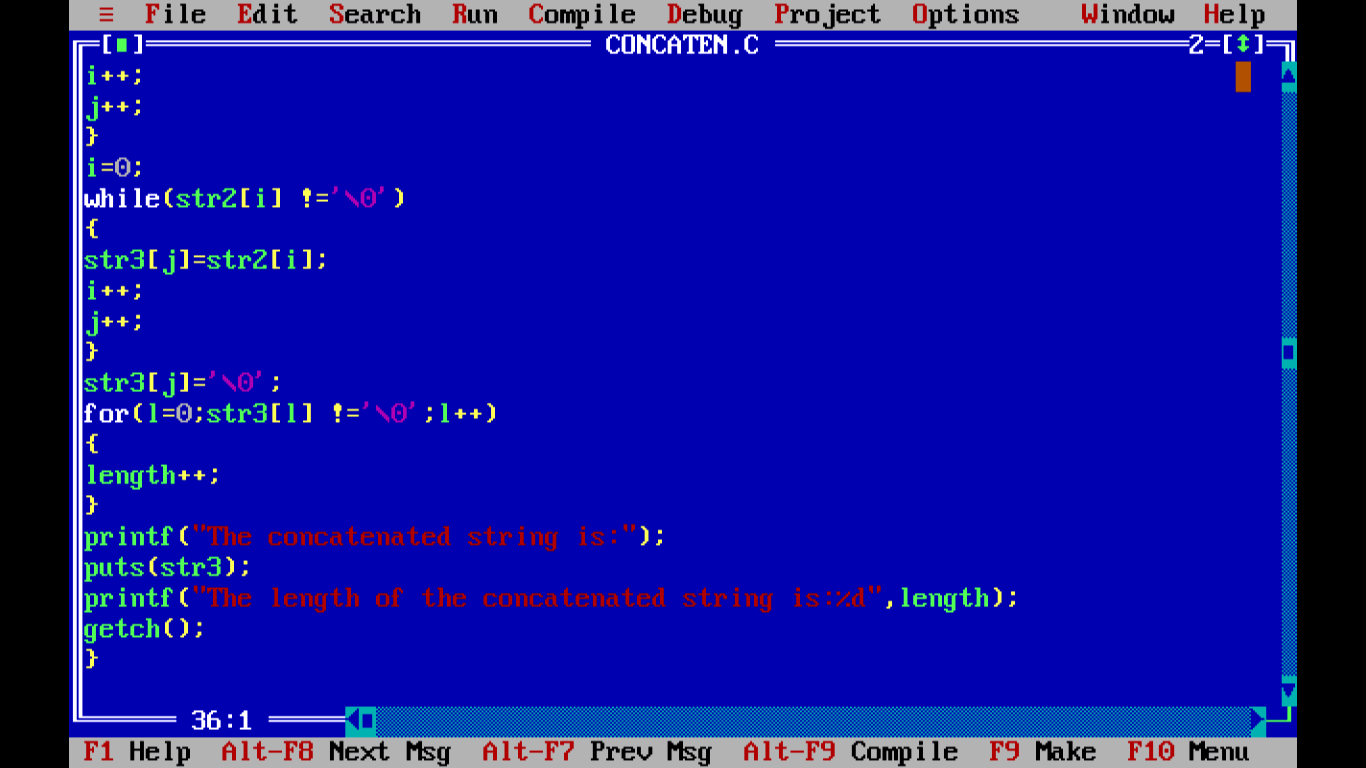 ≡ File Edit Search Run Compile Debug Project Options Window Help
[■] CONCATEN.C 2=[↕]
i++;
j++;
}
i=0;
while(str2[i] !='\0')
{
str3[j]=str2[i];
i++;
j++;
}
str3[j]='\0';
for(l=0;str3[l] !='\0';l++)
{
length++;
}
printf("The concatenated string is:");
puts(str3);
printf("The length of the concatenated string is:%d",length);
getch();
}
36:1
F1 Help Alt-F8 Next Msg Alt-F7 Prev Msg Alt-F9 Compile F9 Make F10 Menu